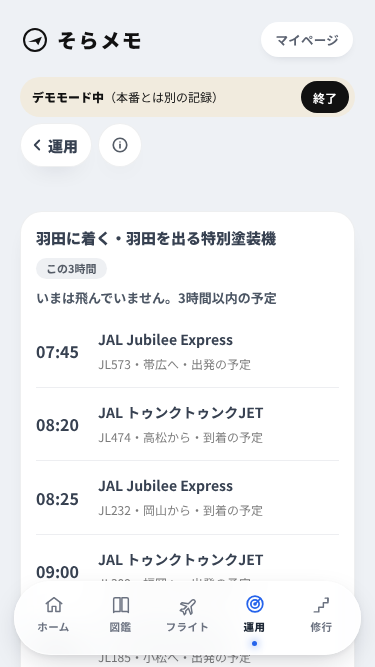 そらメモ
マイページ
デモモード中（本番とは別の記録）
終了
運用
羽田に着く・羽田を出る特別塗装機
この3時間
いまは飛んでいません。3時間以内の予定
07:45
JAL Jubilee Express
JL573・帯広へ・出発の予定
08:20
JAL トゥンクトゥンクJET
JL474・高松から・到着の予定
08:25
JAL Jubilee Express
JL232・岡山から・到着の予定
09:00
JAL トゥンクトゥンクJET
ホーム
図鑑
フライト
運用
修行
JL185・小松へ・出発の予定